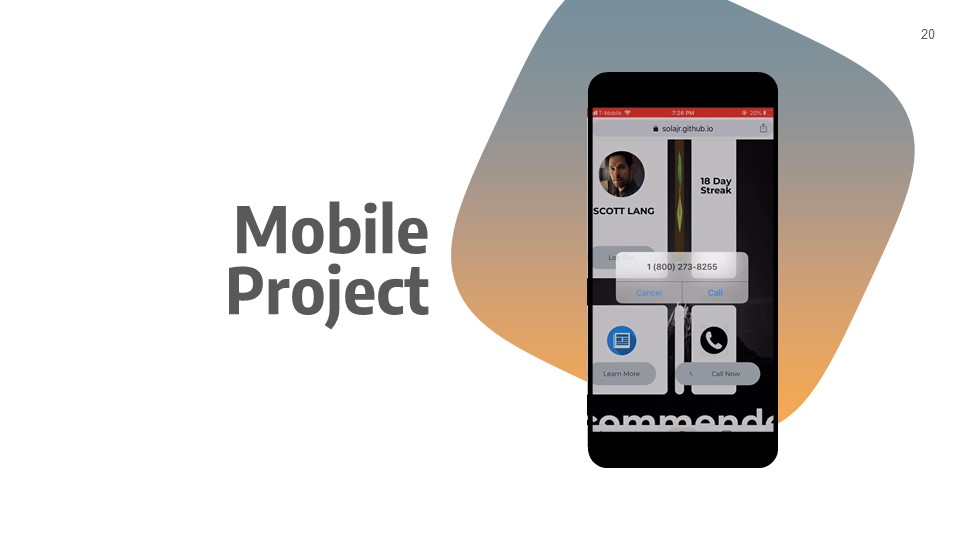 20
Mobile
Project
T-Mobile
7:26 PM
20%
solajr.github.io
18 Day
Streak
SCOTT LANG
1 (800) 273-8255
Cancel
Call
Learn More
Call Now
commende